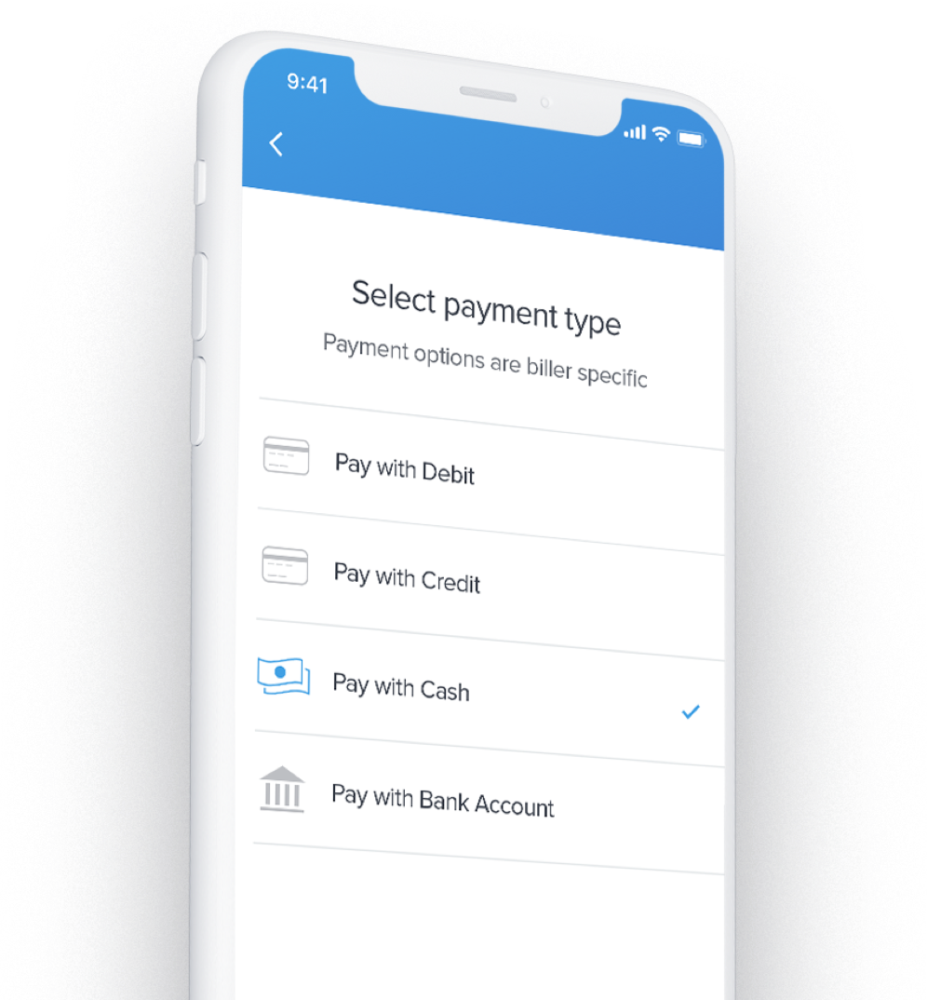 9:41
Select payment type
Payment options are biller specific
Pay with Debit
Pay with Credit
Pay with Cash
Pay with Bank Account